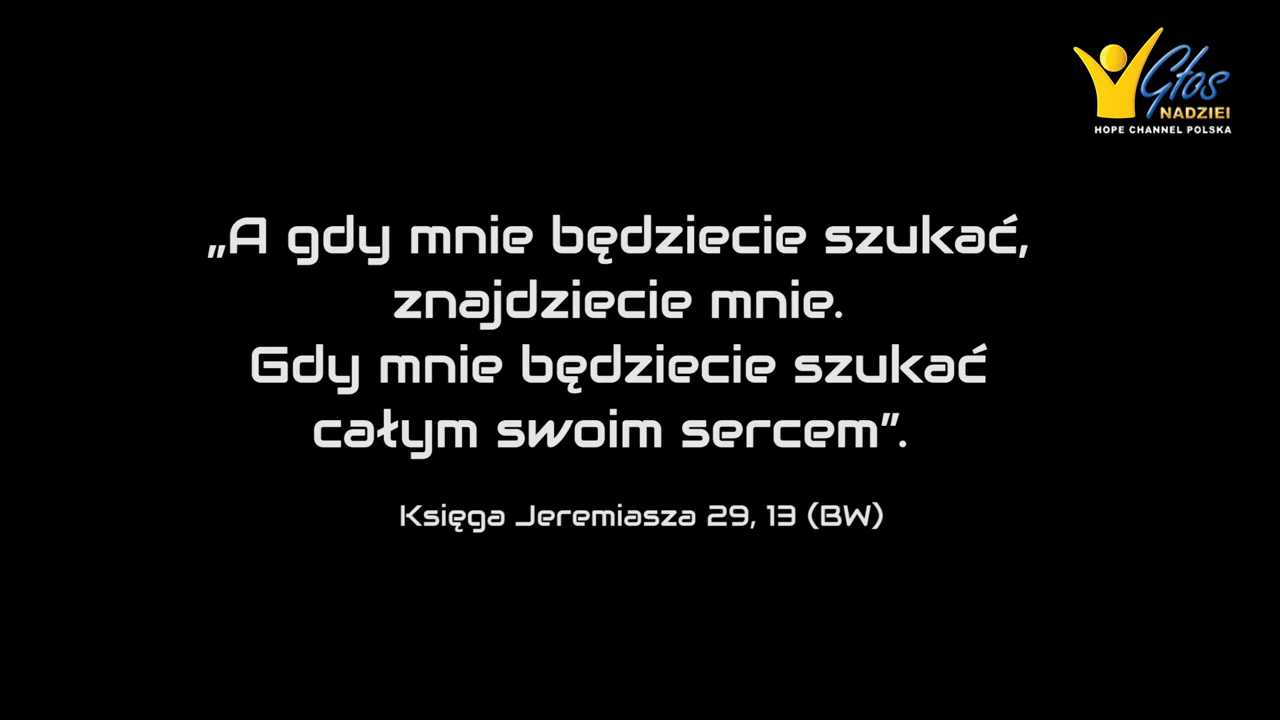 Głos
NADZIEI
HOPE CHANNEL POLSKA
„A gdy mnie będziecie szukać,
znajdziecie mnie.
Gdy mnie będziecie szukać
całym swoim sercem”.
Księga Jeremiasza 29, 13 (BW)